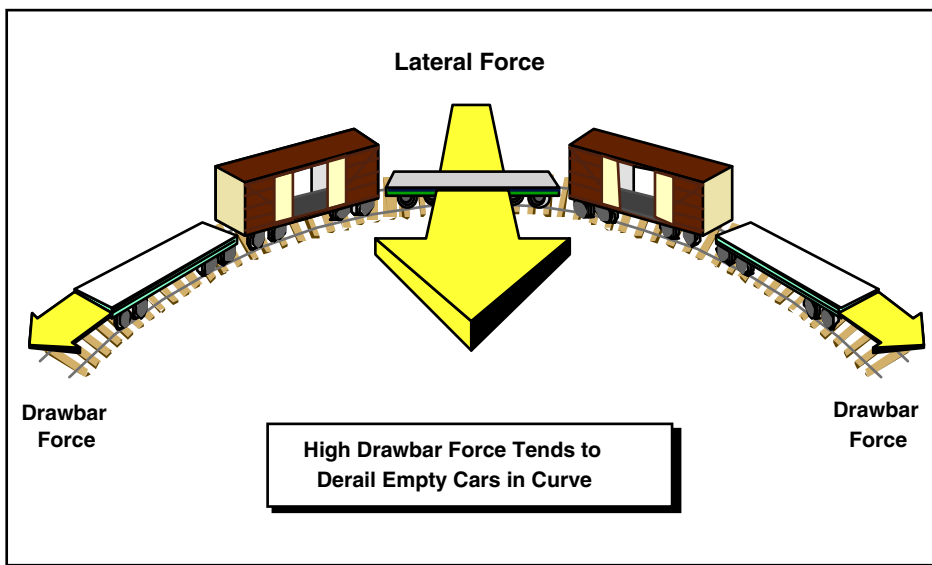 Lateral Force
Drawbar
Force
Drawbar
Force
High Drawbar Force Tends to
Derail Empty Cars in Curve